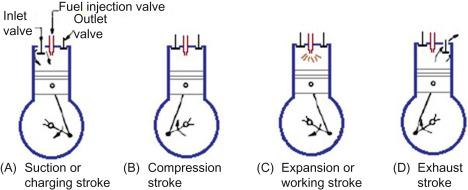 Fuel injection valve
Inlet
valve
Outlet
valve
(A) Suction or
charging stroke
(B) Compression
stroke
(C) Expansion or
working stroke
(D) Exhaust
stroke